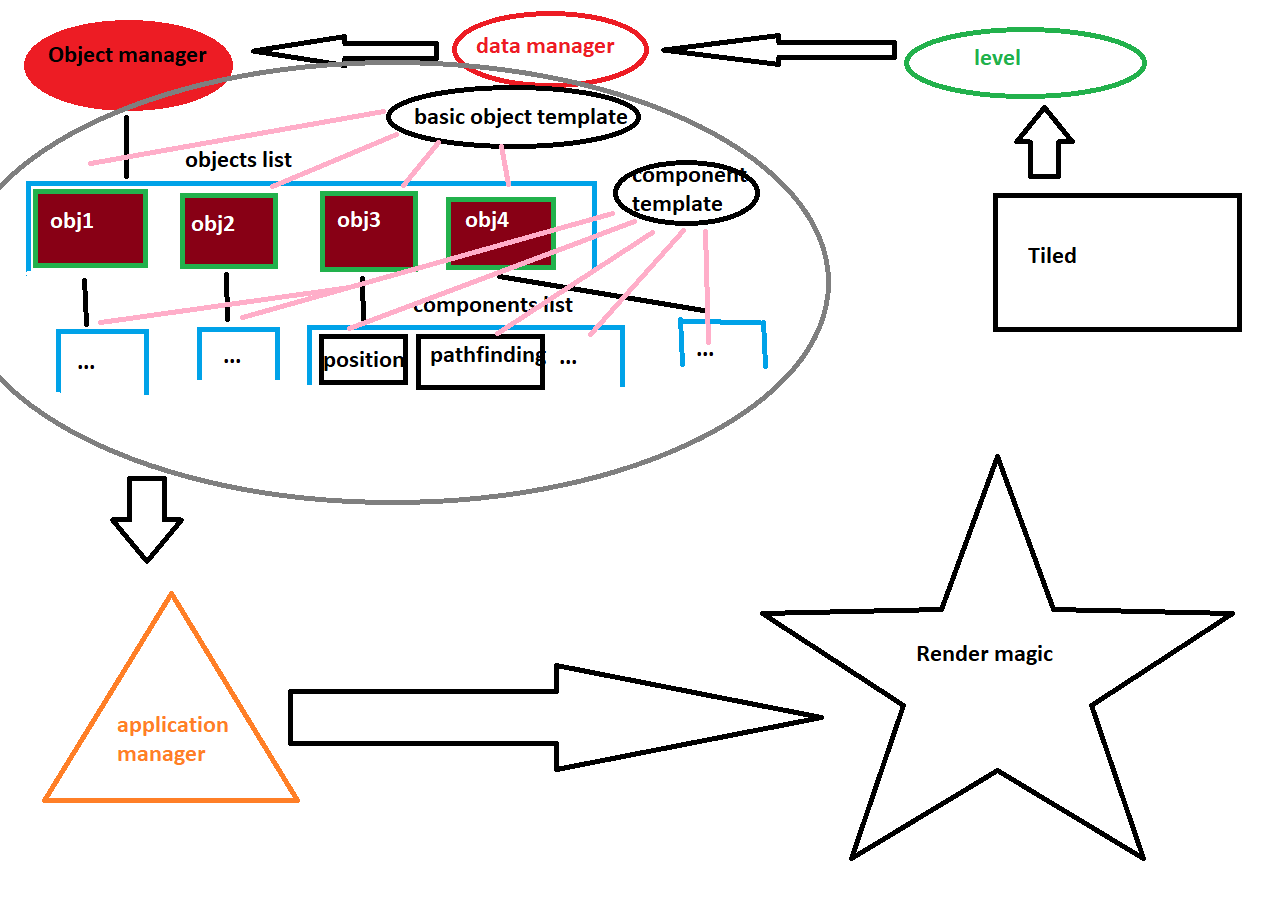 Object manager
data manager
level
basic object template
objects list
component
template
obj1
obj2
obj3
obj4
Tiled
components list
...
...
position
pathfinding
...
...
Render magic
application
manager